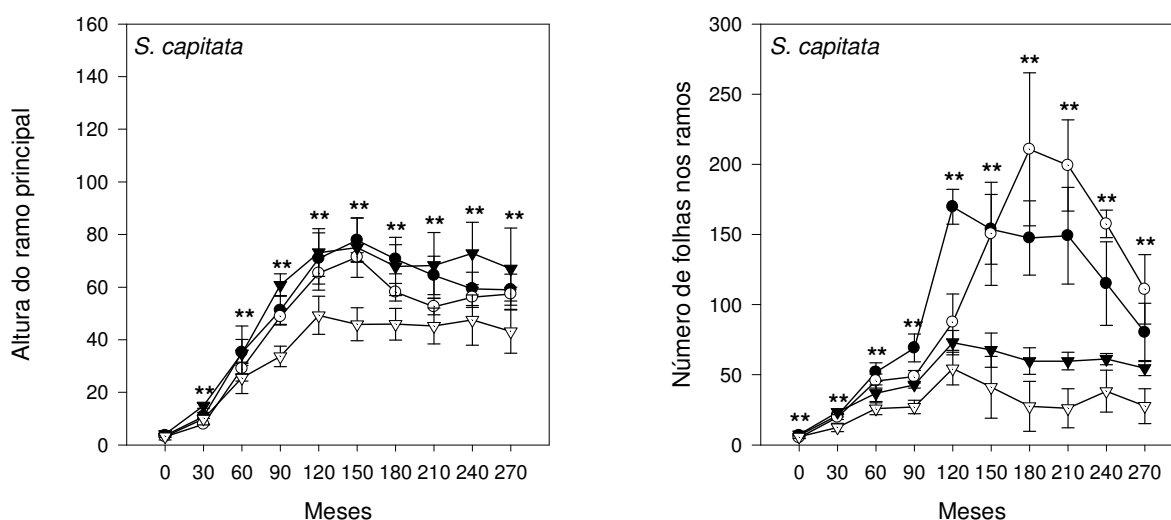 S. capitata
160
140
120
100
80
60
40
20
0
Altura do ramo principal
** ** ** ** ** ** ** ** **
0 30 60 90 120 150 180 210 240 270
Meses
S. capitata
300
250
200
150
100
50
0
Número de folhas nos ramos
** ** ** ** ** ** ** ** ** **
0 30 60 90 120 150 180 210 240 270
Meses